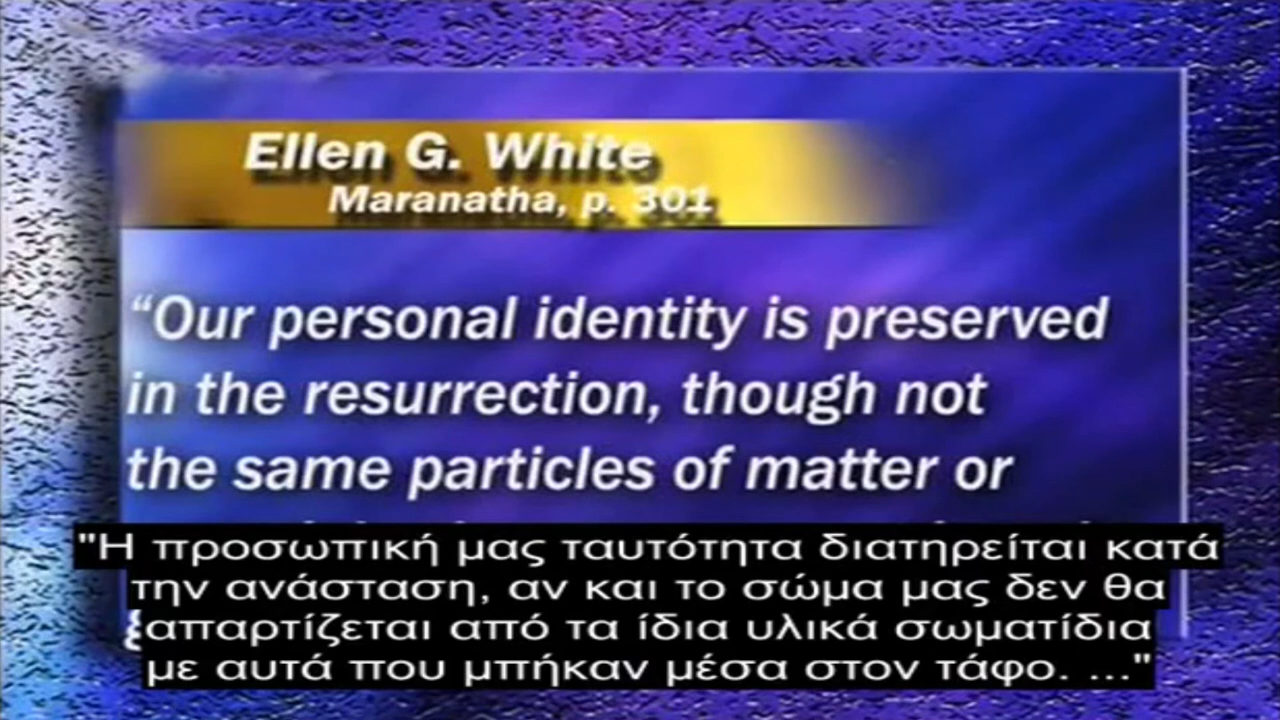 Ellen G. White
Maranatha, p. 301
“Our personal identity is preserved
in the resurrection, though not
the same particles of matter or
"Η προσωπική μας ταυτότητα διατηρείται κατά
την ανάσταση, αν και το σώμα μας δεν θα
απαρτίζεται από τα ίδια υλικά σωματίδια
με αυτά που μπήκαν μέσα στον τάφο. ..."